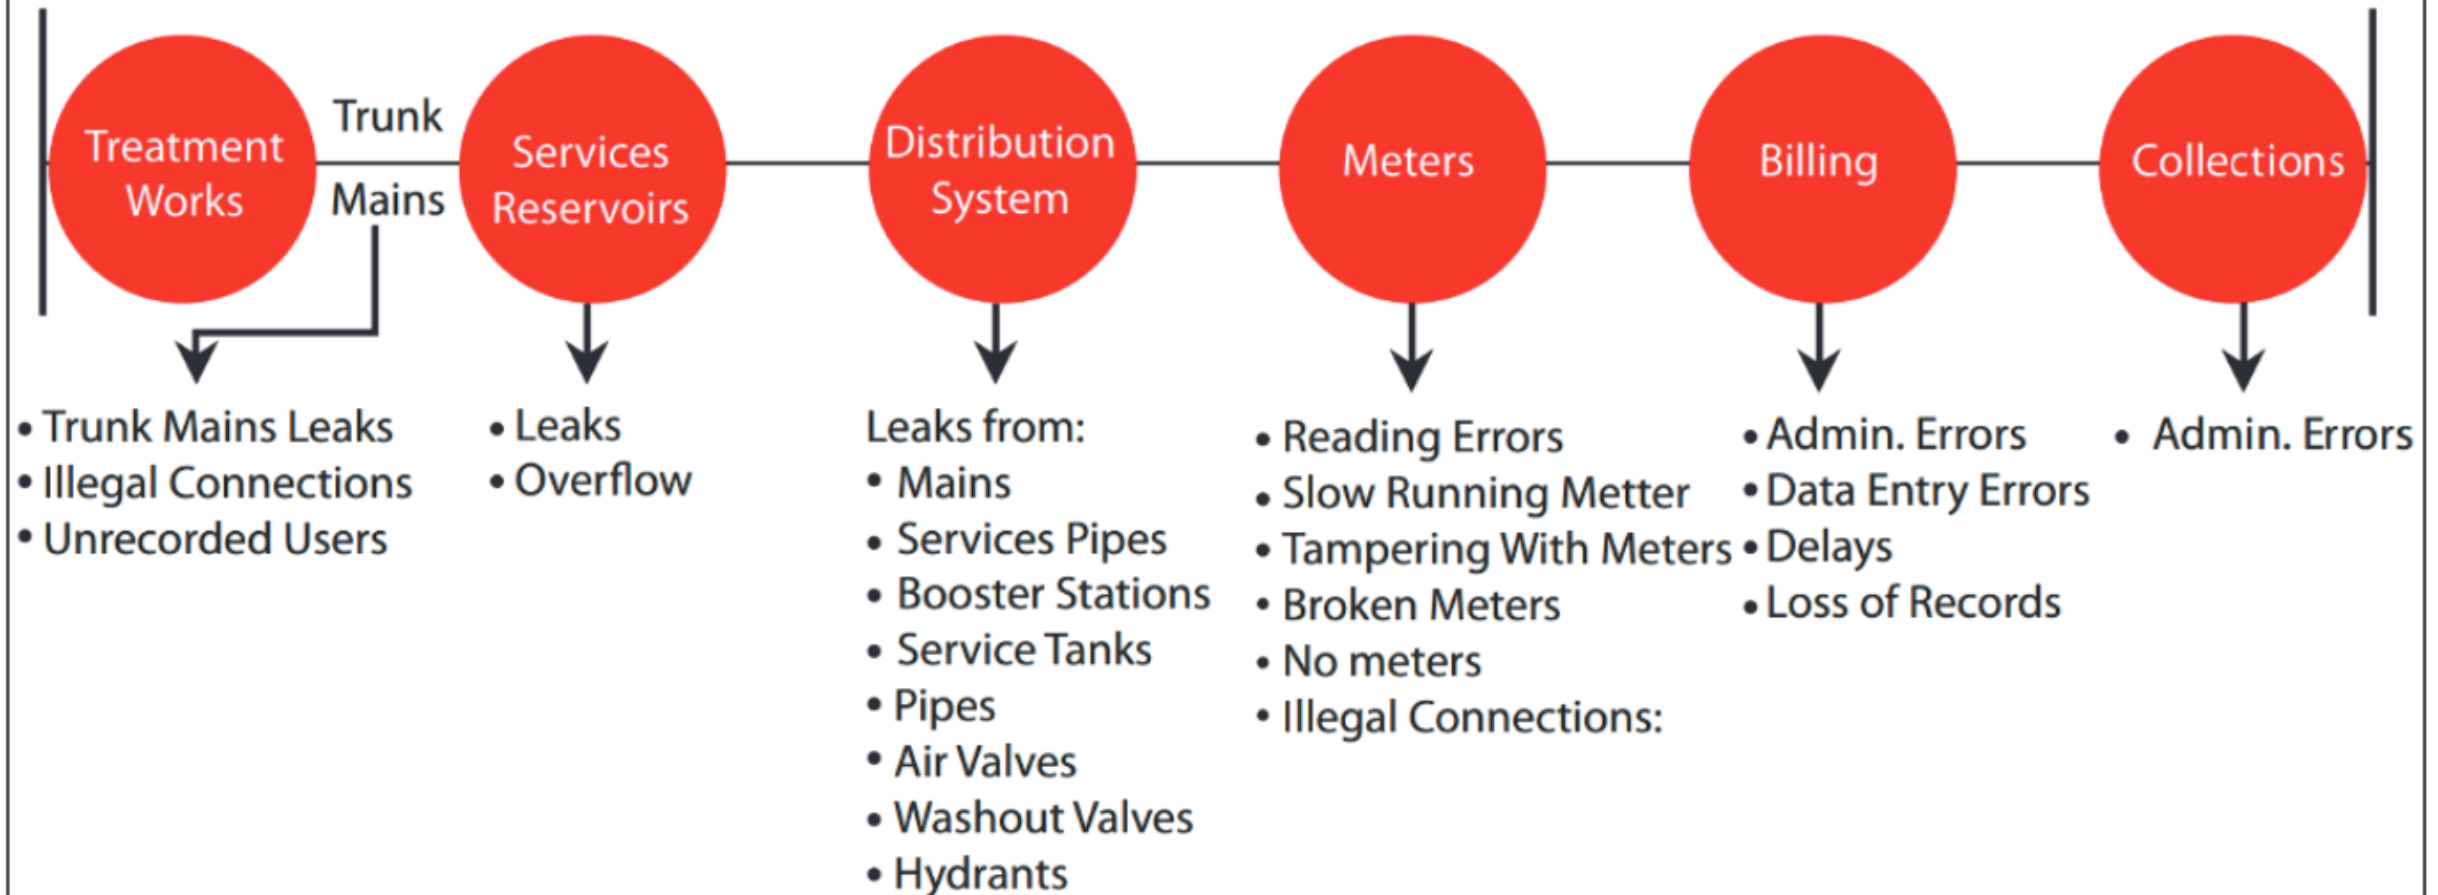 Treatment
Works
Trunk
Mains
Services
Reservoirs
Distribution
System
Meters
Billing
Collections
• Trunk Mains Leaks
• Illegal Connections
• Unrecorded Users
• Leaks
• Overflow
Leaks from:
• Mains
• Services Pipes
• Booster Stations
• Service Tanks
• Pipes
• Air Valves
• Washout Valves
• Hydrants
• Reading Errors
• Slow Running Metter
• Tampering With Meters
• Broken Meters
• No meters
• Illegal Connections:
• Admin. Errors
• Data Entry Errors
• Delays
• Loss of Records
• Admin. Errors